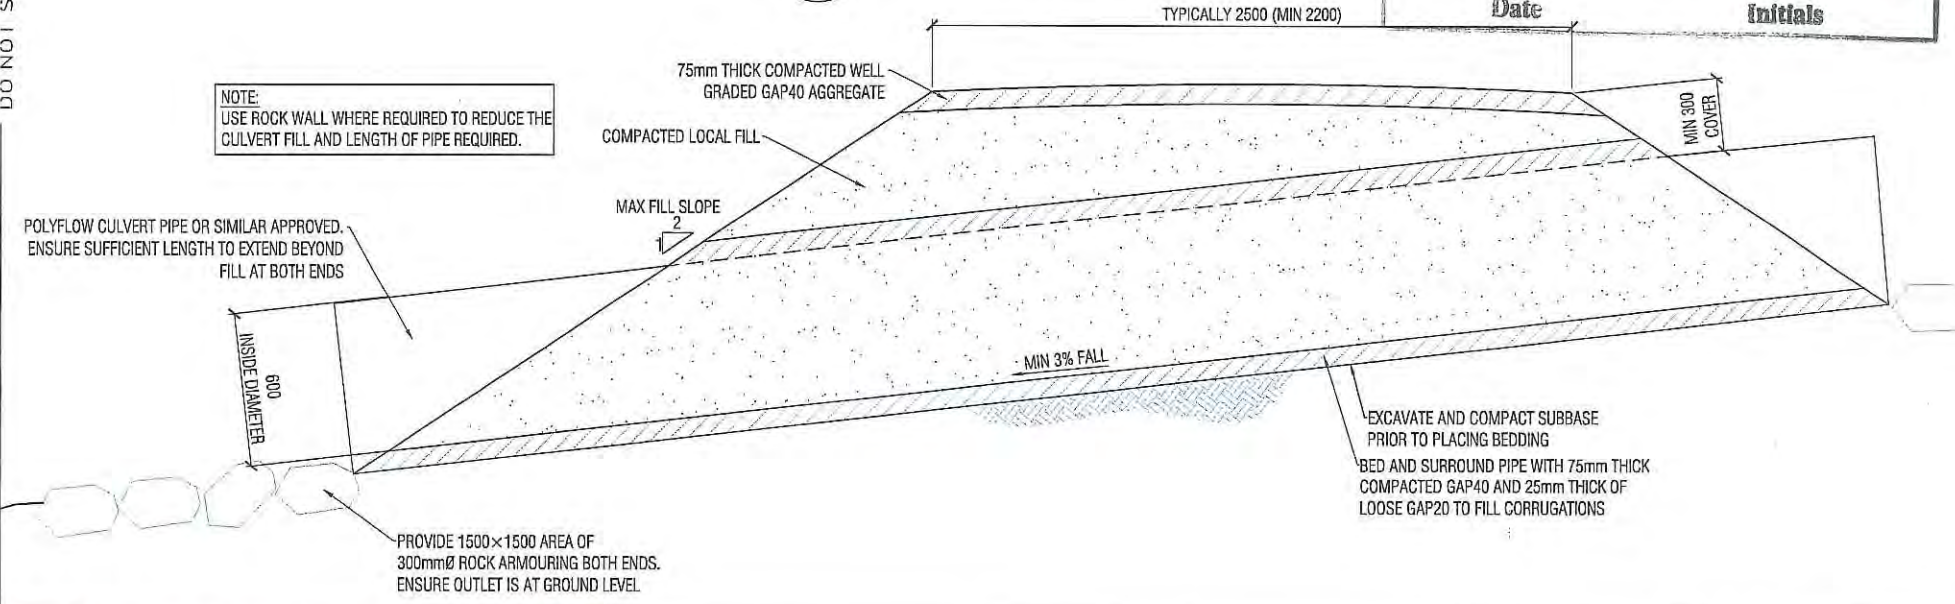 DO NOT S
TYPICALLY 2500 (MIN 2200)
Date
Initials
75mm THICK COMPACTED WELL
GRADED GAP40 AGGREGATE
NOTE:
USE ROCK WALL WHERE REQUIRED TO REDUCE THE
CULVERT FILL AND LENGTH OF PIPE REQUIRED.
COMPACTED LOCAL FILL
MIN 300
COVER
MAX FILL SLOPE
2
1
POLYFLOW CULVERT PIPE OR SIMILAR APPROVED.
ENSURE SUFFICIENT LENGTH TO EXTEND BEYOND
FILL AT BOTH ENDS
600
INSIDE DIAMETER
MIN 3% FALL
EXCAVATE AND COMPACT SUBBASE
PRIOR TO PLACING BEDDING
BED AND SURROUND PIPE WITH 75mm THICK
COMPACTED GAP40 AND 25mm THICK OF
LOOSE GAP20 TO FILL CORRUGATIONS
PROVIDE 1500×1500 AREA OF
300mmØ ROCK ARMOURING BOTH ENDS.
ENSURE OUTLET IS AT GROUND LEVEL